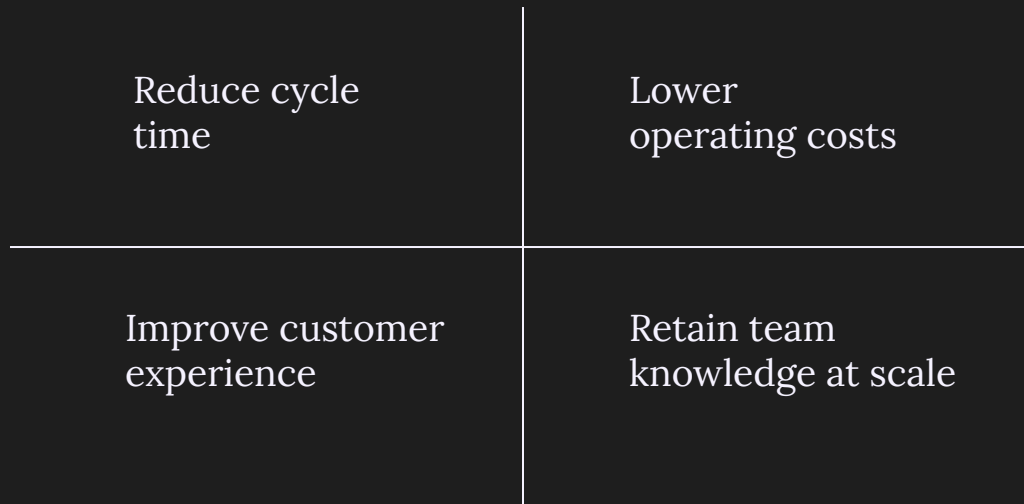 Reduce cycle
time
Lower
operating costs
Improve customer
experience
Retain team
knowledge at scale